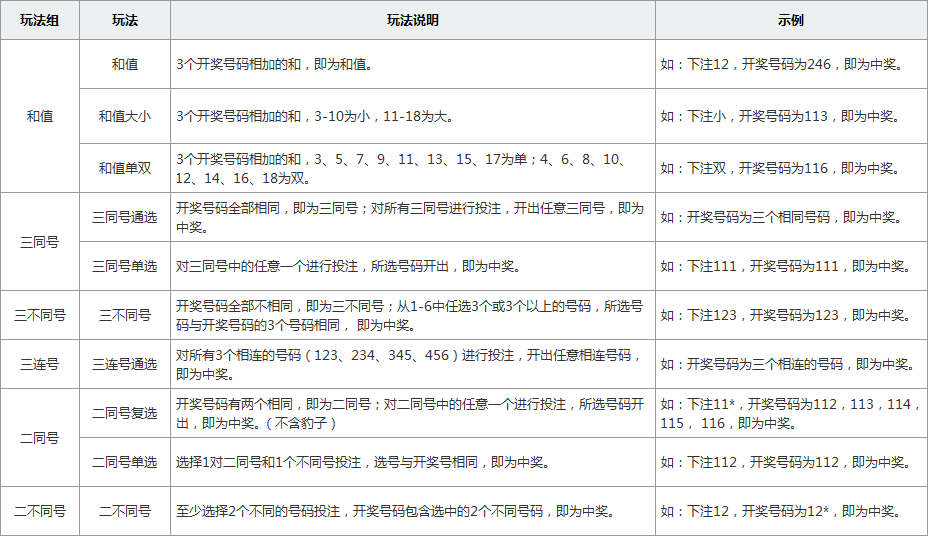 玩法组 玩法 玩法说明 示例
和值 和值 3个开奖号码相加的和，即为和值。 如：下注12，开奖号码为246，即为中奖。
和值大小 3个开奖号码相加的和，3-10为小，11-18为大。 如：下注小，开奖号码为113，即为中奖。
和值单双 3个开奖号码相加的和，3、5、7、9、11、13、15、17为单；4、6、8、10、
12、14、16、18为双。 如：下注双，开奖号码为116，即为中奖。
三同号 三同号通选 开奖号码全部相同，即为三同号；对所有三同号进行投注，开出任意三同号，即为
中奖。 如：开奖号码为三个相同号码，即为中奖。
三同号单选 对三同号中的任意一个进行投注，所选号码开出，即为中奖。 如：下注111，开奖号码为111，即为中奖。
三不同号 三不同号 开奖号码全部不相同，即为三不同号；从1-6中任选3个或3个以上的号码，所选号
码与开奖号码的3个号码相同， 即为中奖。 如：下注123，开奖号码为123，即为中奖。
三连号 三连号通选 对所有3个相连的号码（123、234、345、456）进行投注，开出任意相连号码，
即为中奖。 如：开奖号码为三个相连的号码，即为中奖。
二同号 二同号复选 开奖号码有两个相同，即为二同号；对二同号中的任意一个进行投注，所选号码开
出，即为中奖。( 不含豹子 ) 如：下注11*，开奖号码为112，113，114，
115， 116，即为中奖。
二同号单选 选择1对二同号和1个不同号投注，选号与开奖号相同，即为中奖。 如：下注112，开奖号码为112，即为中奖。
二不同号 二不同号 至少选择2个不同的号码投注，开奖号码包含选中的2个不同号码，即为中奖。 如：下注12，开奖号码为12*，即为中奖。